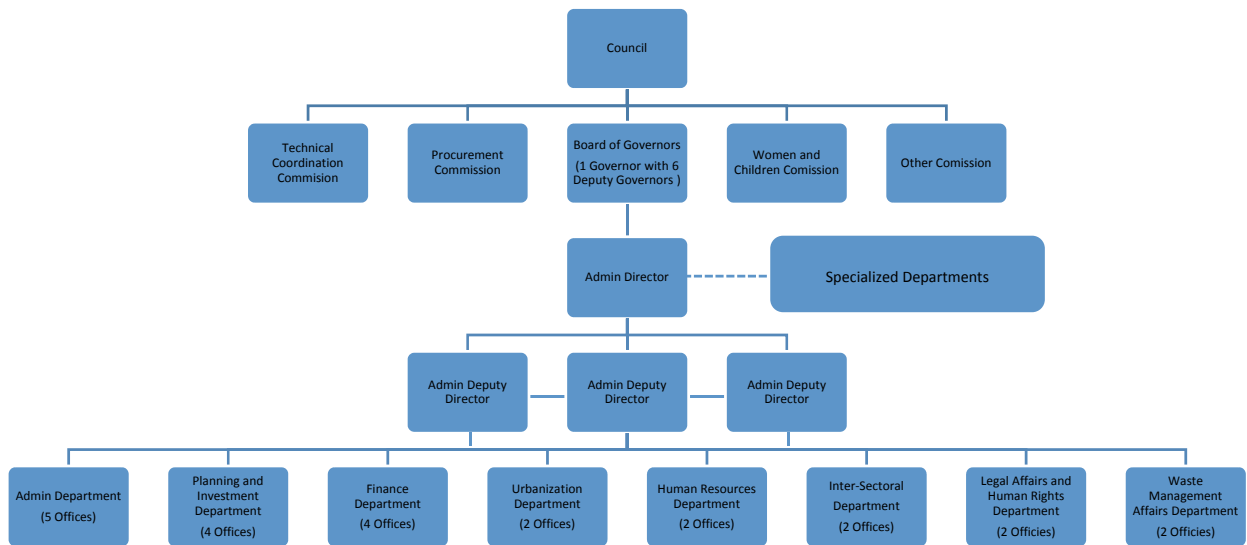 Council
Technical
Coordination
Commision
Procurement
Commission
Board of Governors
(1 Governor with 6
Deputy Governors )
Women and
Children Comission
Other Comission
Admin Director
Specialized Departments
Admin Deputy
Director
Admin Deputy
Director
Admin Deputy
Director
Admin Department
(5 Offices)
Planning and
Investment
Department
(4 Offices)
Finance
Department
(4 Offices)
Urbanization
Department
(2 Offices)
Human Resources
Department
(2 Offices)
Inter-Sectoral
Department
(2 Offices)
Legal Affairs and
Human Rights
Department
(2 Officies)
Waste
Management
Affairs Department
(2 Officies)